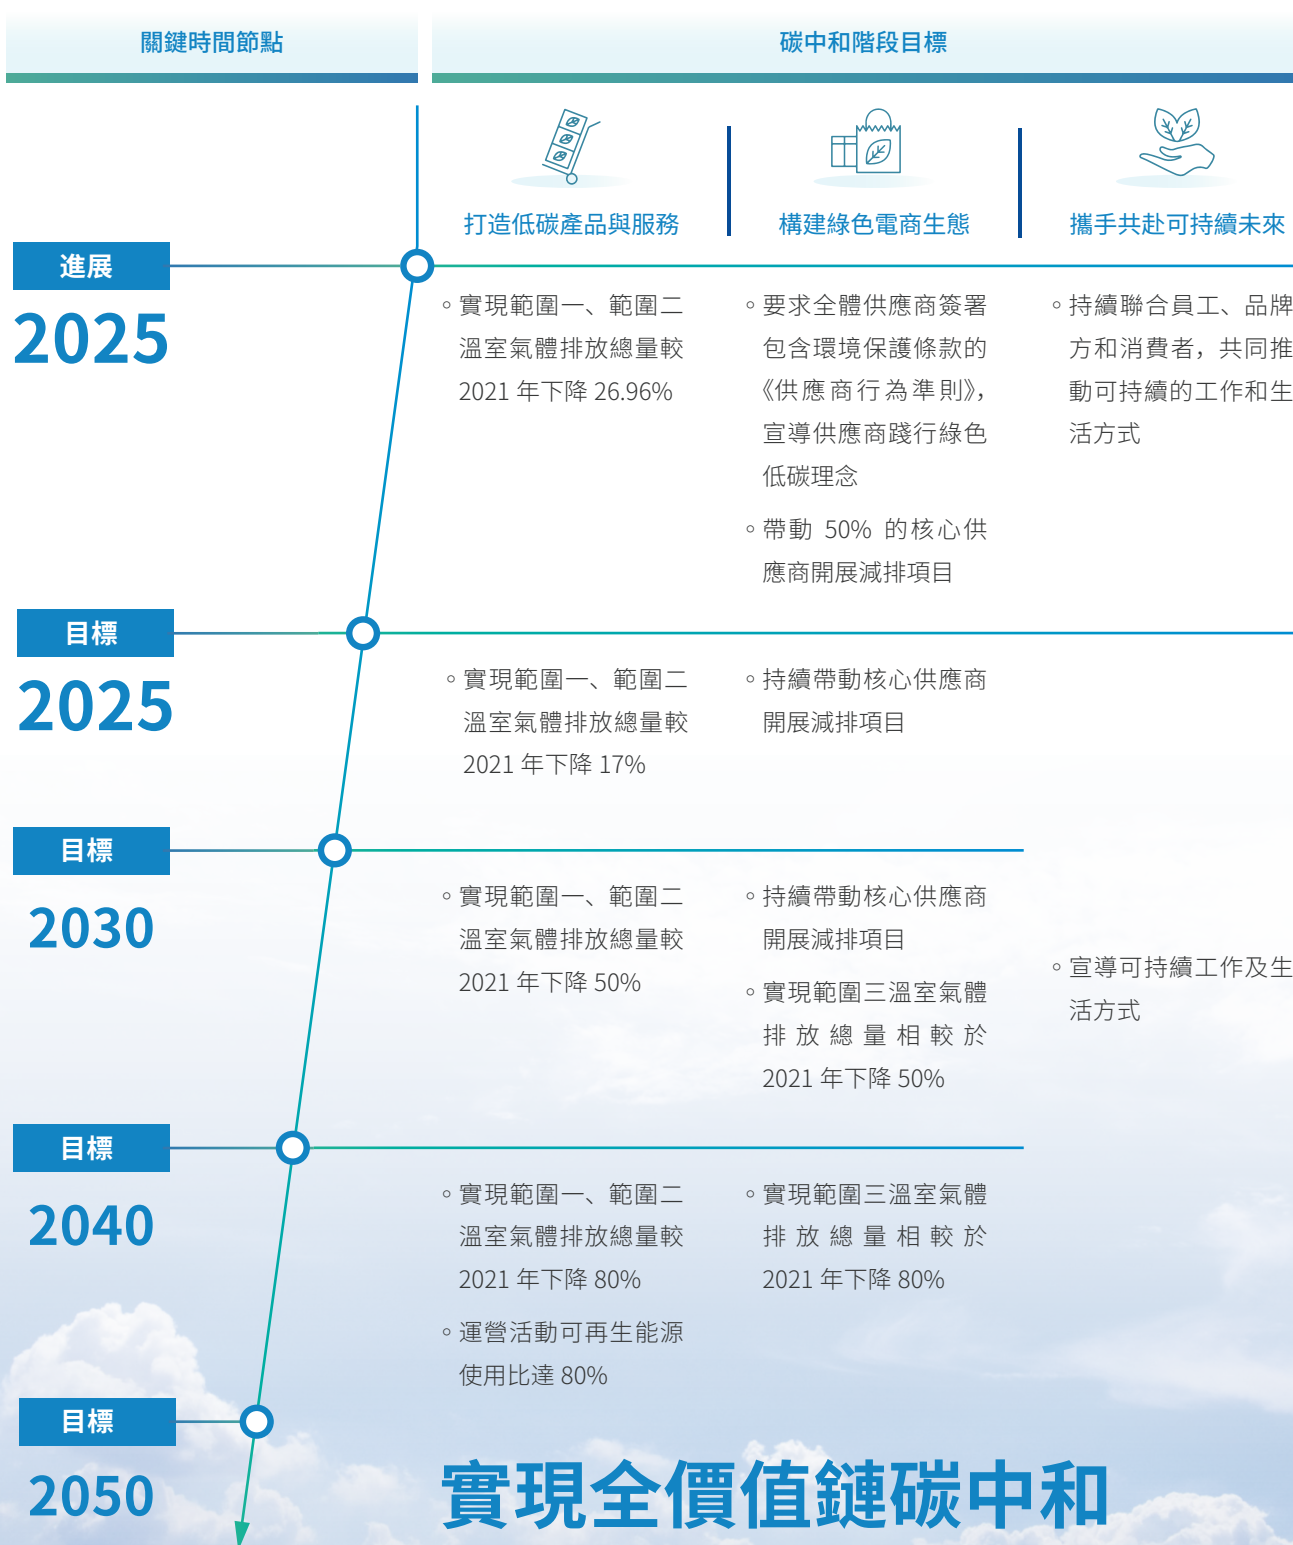 關鍵時間節點
碳中和階段目標
打造低碳產品與服務
構建綠色電商生態
攜手共赴可持續未來
進展
2025
實現範圍一、範圍二
溫室氣體排放總量較
2021 年下降 26.96%
要求全體供應商簽署
包含環境保護條款的
《供應商行為準則》，
宣導供應商踐行綠色
低碳理念
帶動 50% 的核心供
應商開展減排項目
持續聯合員工、品牌
方和消費者，共同推
動可持續的工作和生
活方式
目標
2025
實現範圍一、範圍二
溫室氣體排放總量較
2021 年下降 17%
持續帶動核心供應商
開展減排項目
目標
2030
實現範圍一、範圍二
溫室氣體排放總量較
2021 年下降 50%
持續帶動核心供應商
開展減排項目
實現範圍三溫室氣體
排放總量相較於
2021 年下降 50%
宣導可持續工作及生
活方式
目標
2040
實現範圍一、範圍二
溫室氣體排放總量較
2021 年下降 80%
運營活動可再生能源
使用比達 80%
實現範圍三溫室氣體
排放總量相較於
2021 年下降 80%
目標
2050
實現全價值鏈碳中和